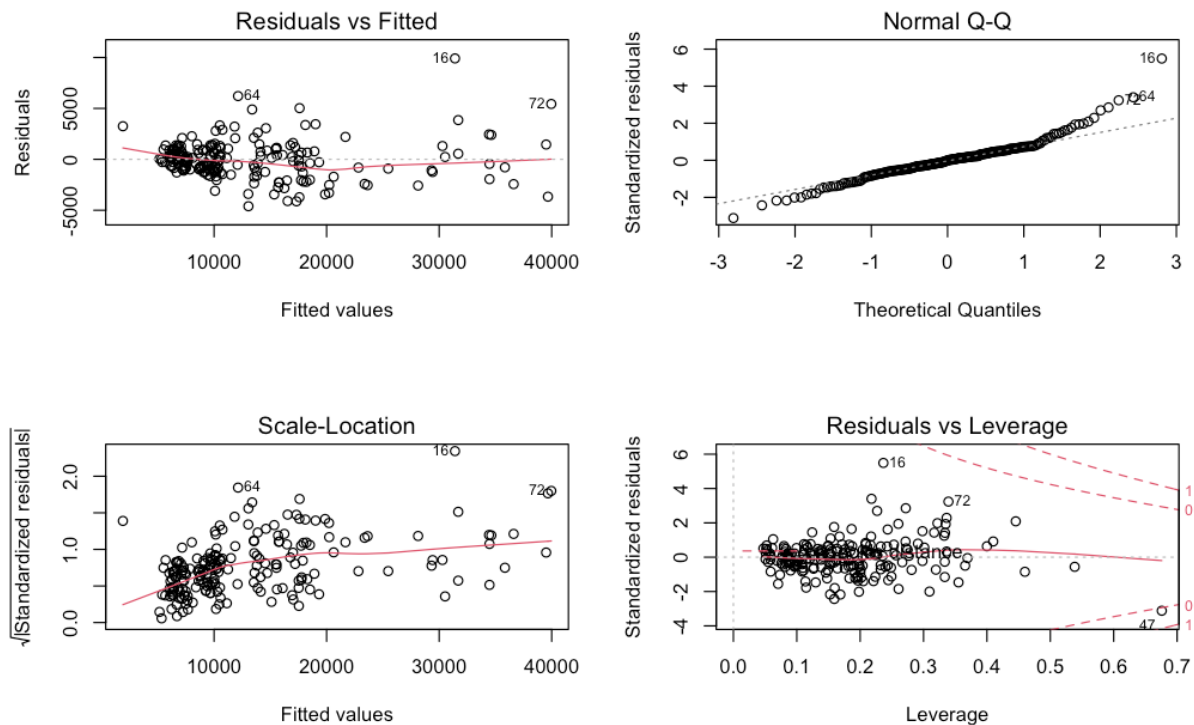 Residuals vs Fitted
Residuals
-5000 0 5000
16
64
72
10000 20000 30000 40000
Fitted values
Normal Q-Q
Standardized residuals
-2 0 2 4 6
16
64
72
-3 -2 -1 0 1 2 3
Theoretical Quantiles
Scale-Location
√|Standardized residuals|
0.0 1.0 2.0
16
64
72
10000 20000 30000 40000
Fitted values
Residuals vs Leverage
Standardized residuals
-4 -2 0 2 4 6
16
72
47
1
0
0
1
0.0 0.1 0.2 0.3 0.4 0.5 0.6 0.7
Leverage